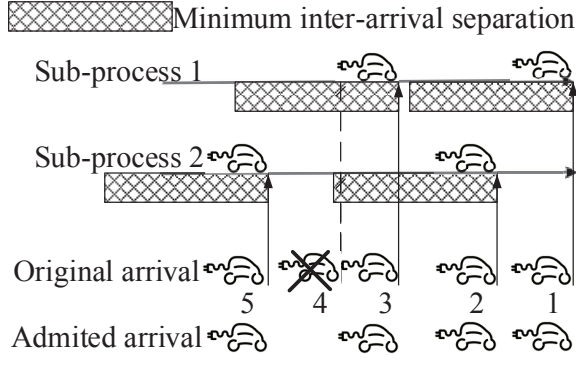 Minimum inter-arrival separation
Sub-process 1
Sub-process 2
Original arrival
5 4 3 2 1
Admited arrival